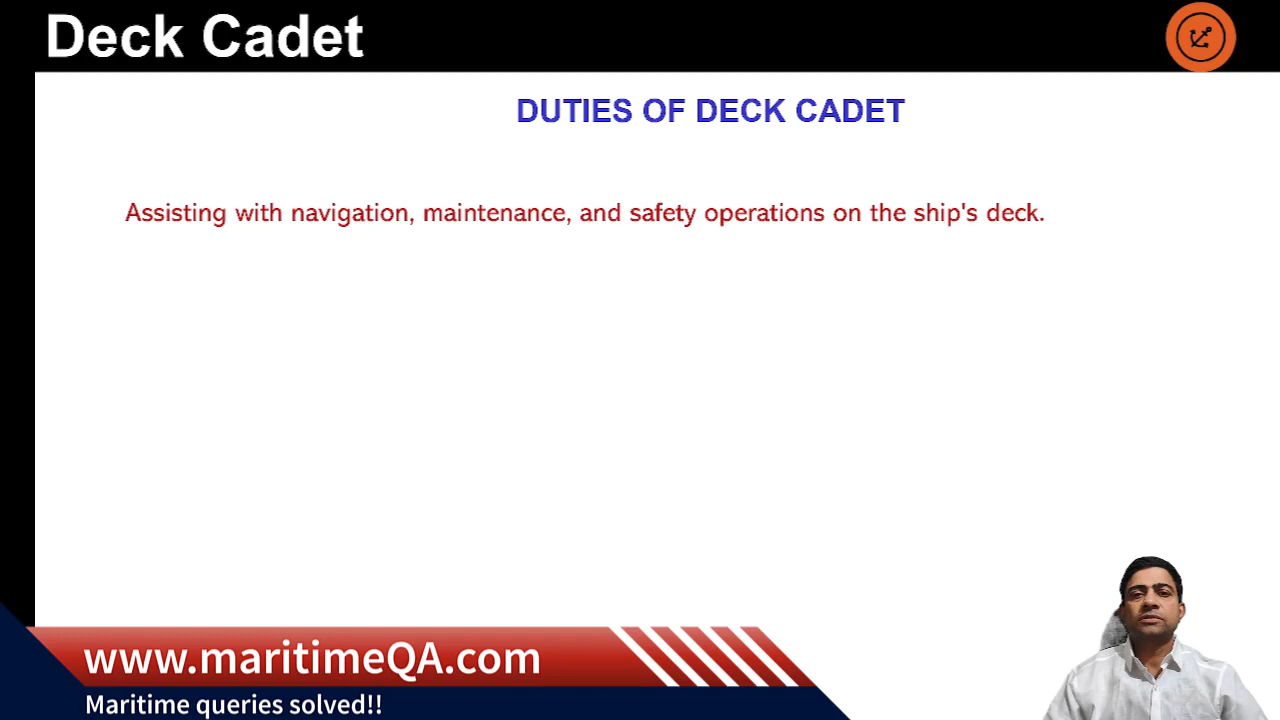 Deck Cadet
DUTIES OF DECK CADET
Assisting with navigation, maintenance, and safety operations on the ship's deck.
www.maritimeQA.com
Maritime queries solved!!